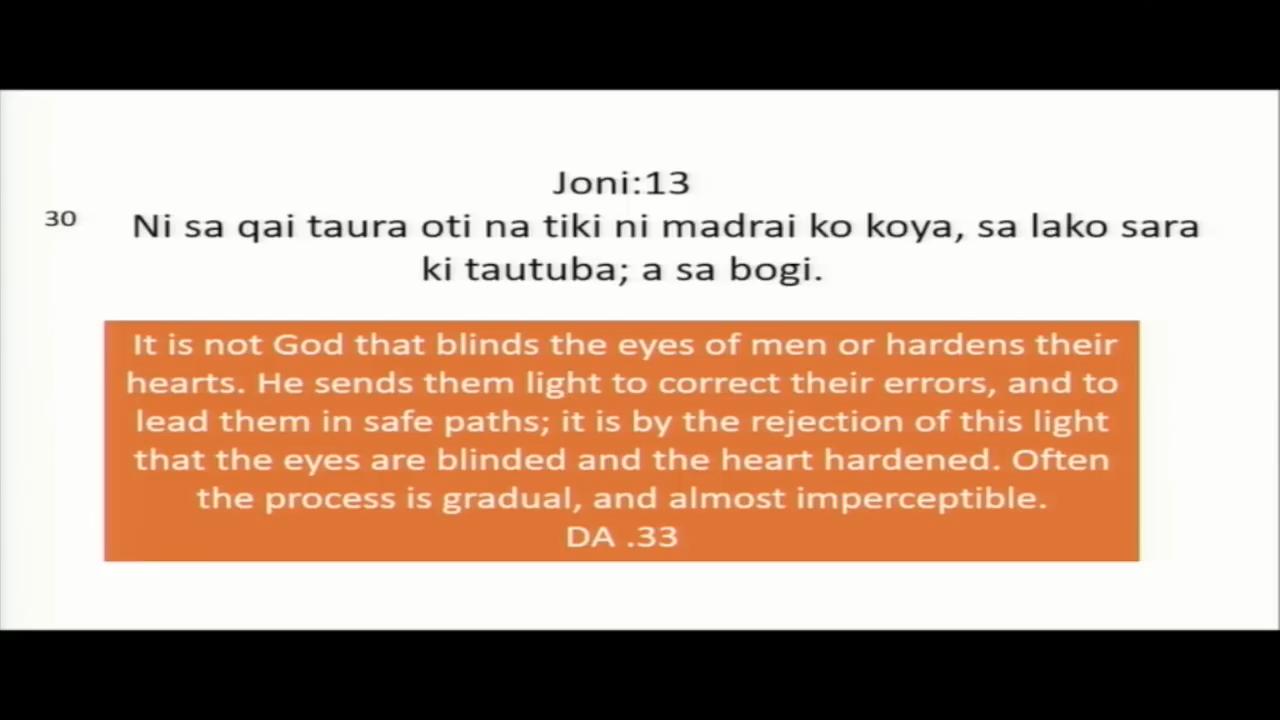 Joni:13
30 Ni sa qai taura oti na tiki ni madrai ko koya, sa lako sara
ki tautuba; a sa bogi.
It is not God that blinds the eyes of men or hardens their
hearts. He sends them light to correct their errors, and to
lead them in safe paths; it is by the rejection of this light
that the eyes are blinded and the heart hardened. Often
the process is gradual, and almost imperceptible.
DA .33